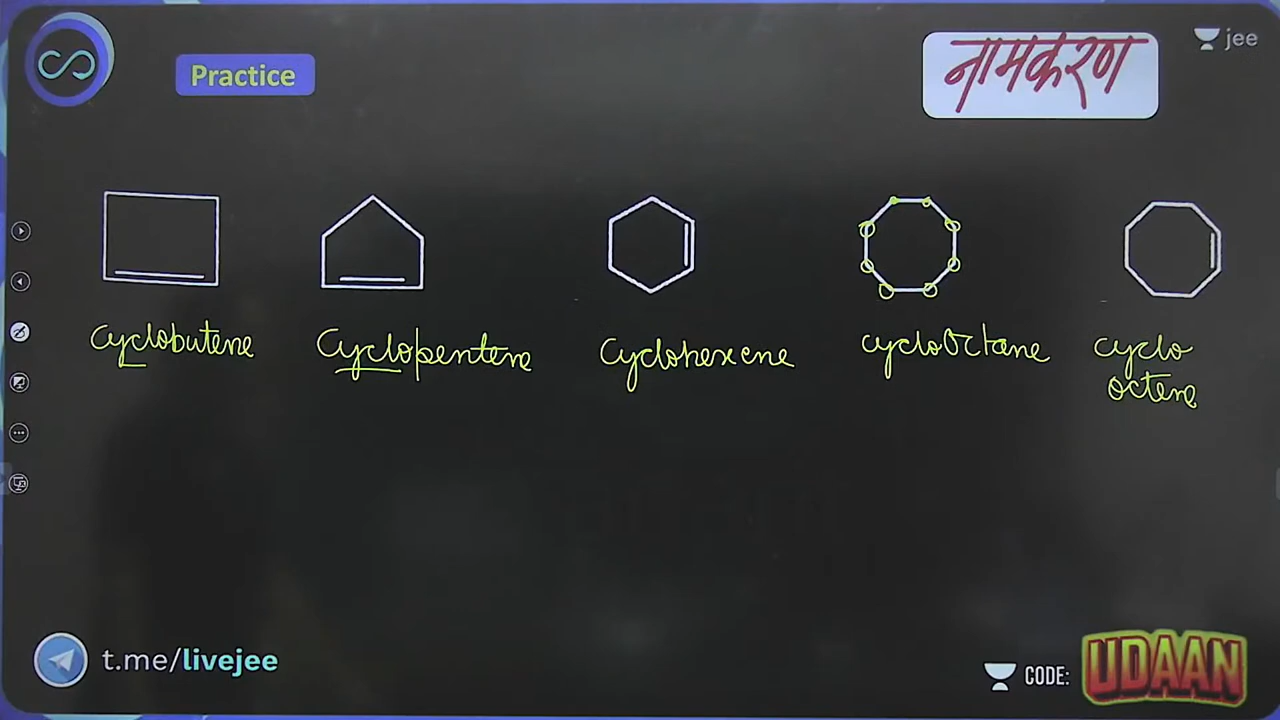 Practice
नामकरण
jee
cyclobutene
cyclopentene
cyclohexene
cyclooctane
cyclo
octene
t.me/livejee
CODE:
UDAAN